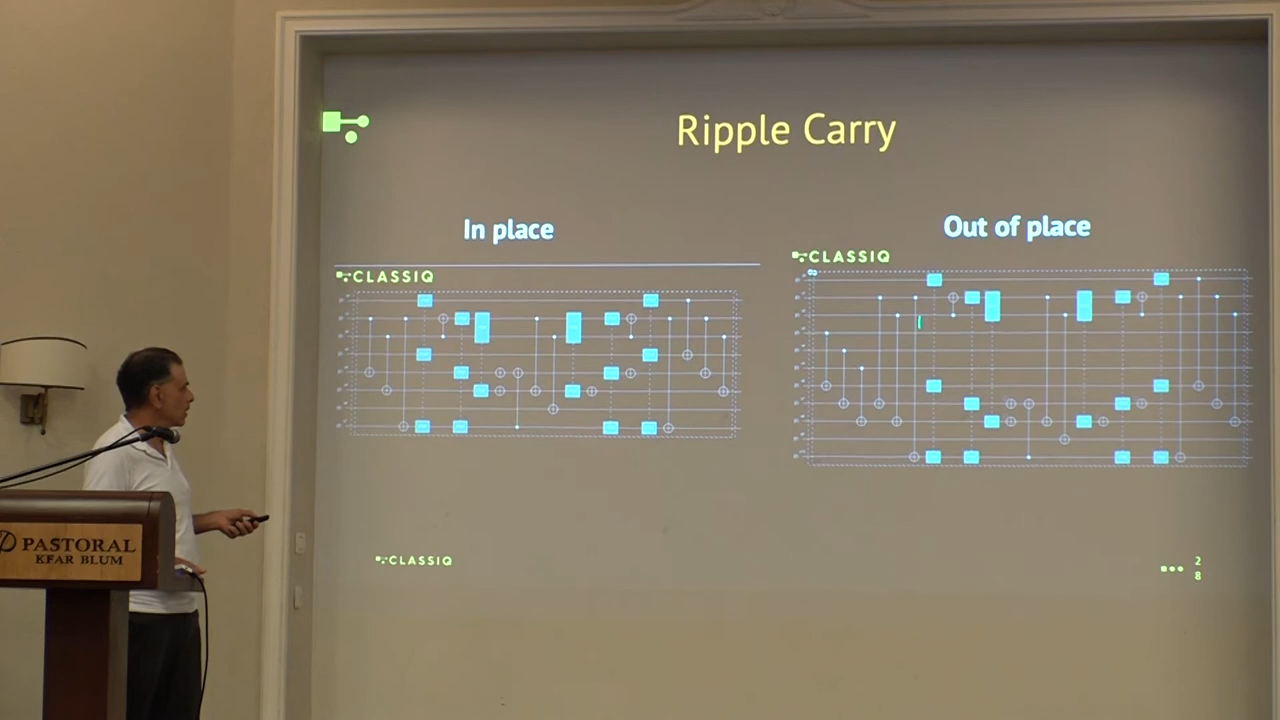 Ripple Carry
In place
Out of place
CLASSIQ
CLASSIQ
PASTORAL
KFAR BLUM
CLASSIQ
2
8